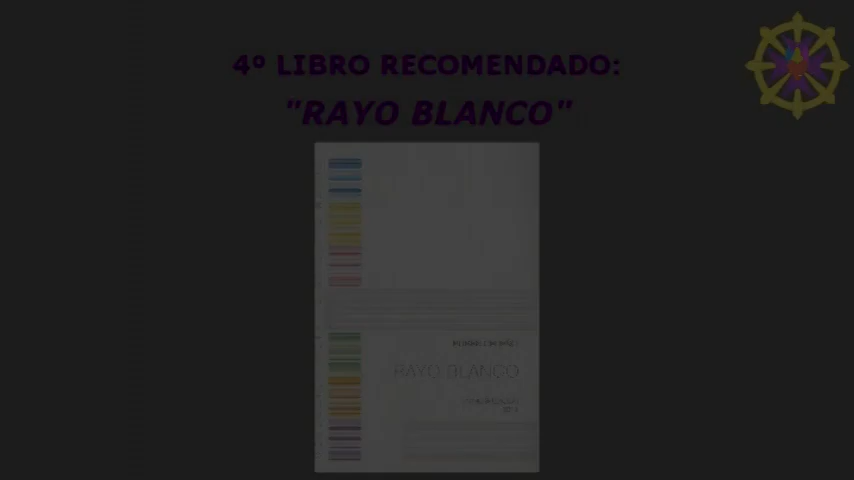 4º LIBRO RECOMENDADO:
"RAYO BLANCO"
RAYO BLANCO